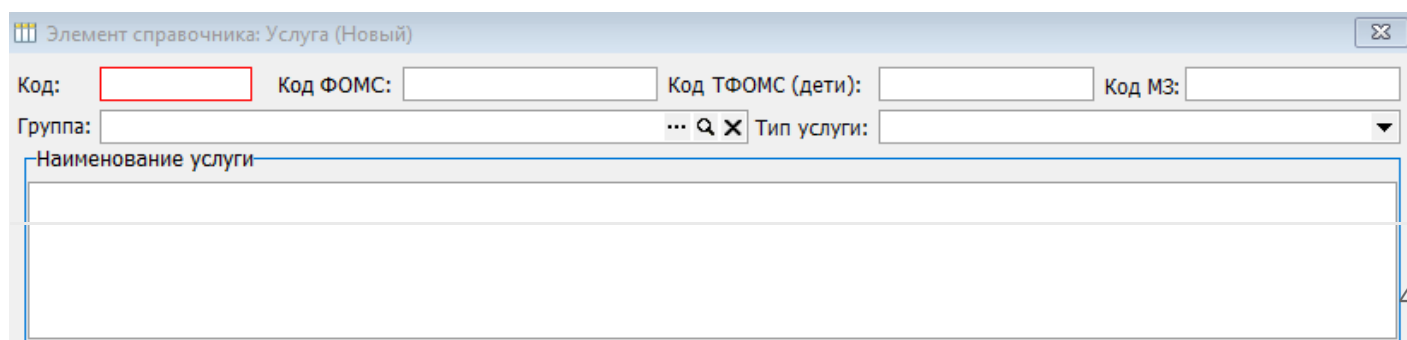 Элемент справочника: Услуга (Новый)
Код: Код ФОМС: Код ТФОМС (дети): Код МЗ:
Группа: Тип услуги:
Наименование услуги